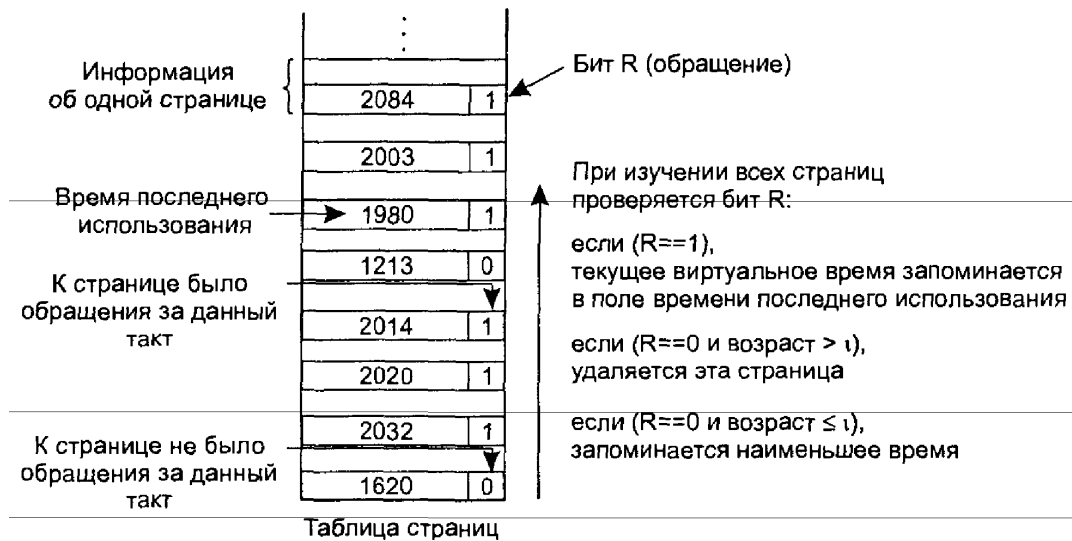 Информация
об одной странице
2084 1
Бит R (обращение)
2003 1
Время последнего
использования
1980 1
1213 0
К странице было
обращения за данный
такт
2014 1
2020 1
2032 1
К странице не было
обращения за данный
такт
1620 0
Таблица страниц
При изучении всех страниц
проверяется бит R:
если (R==1),
текущее виртуальное время запоминается
в поле времени последнего использования
если (R==0 и возраст > ι),
удаляется эта страница
если (R==0 и возраст ≤ ι),
запоминается наименьшее время